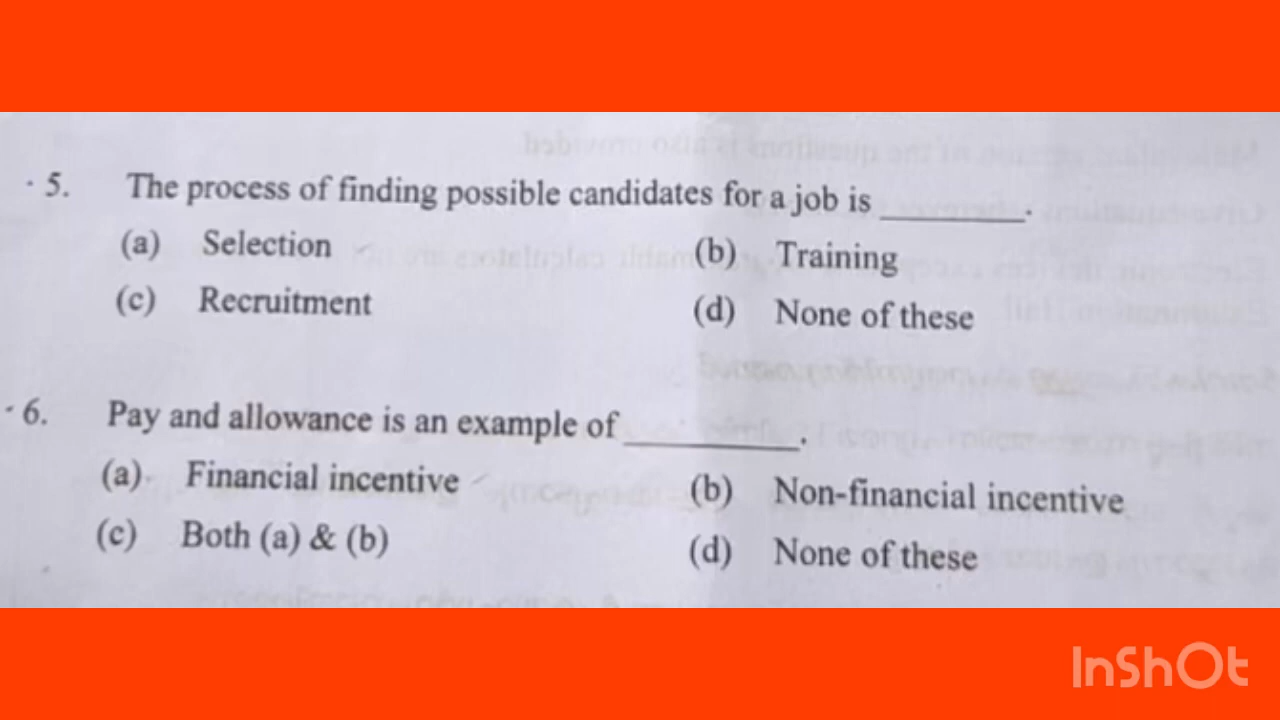 5. The process of finding possible candidates for a job is ________.
(a) Selection (b) Training
(c) Recruitment (d) None of these
6. Pay and allowance is an example of __________.
(a) Financial incentive (b) Non-financial incentive
(c) Both (a) & (b) (d) None of these
InShOt